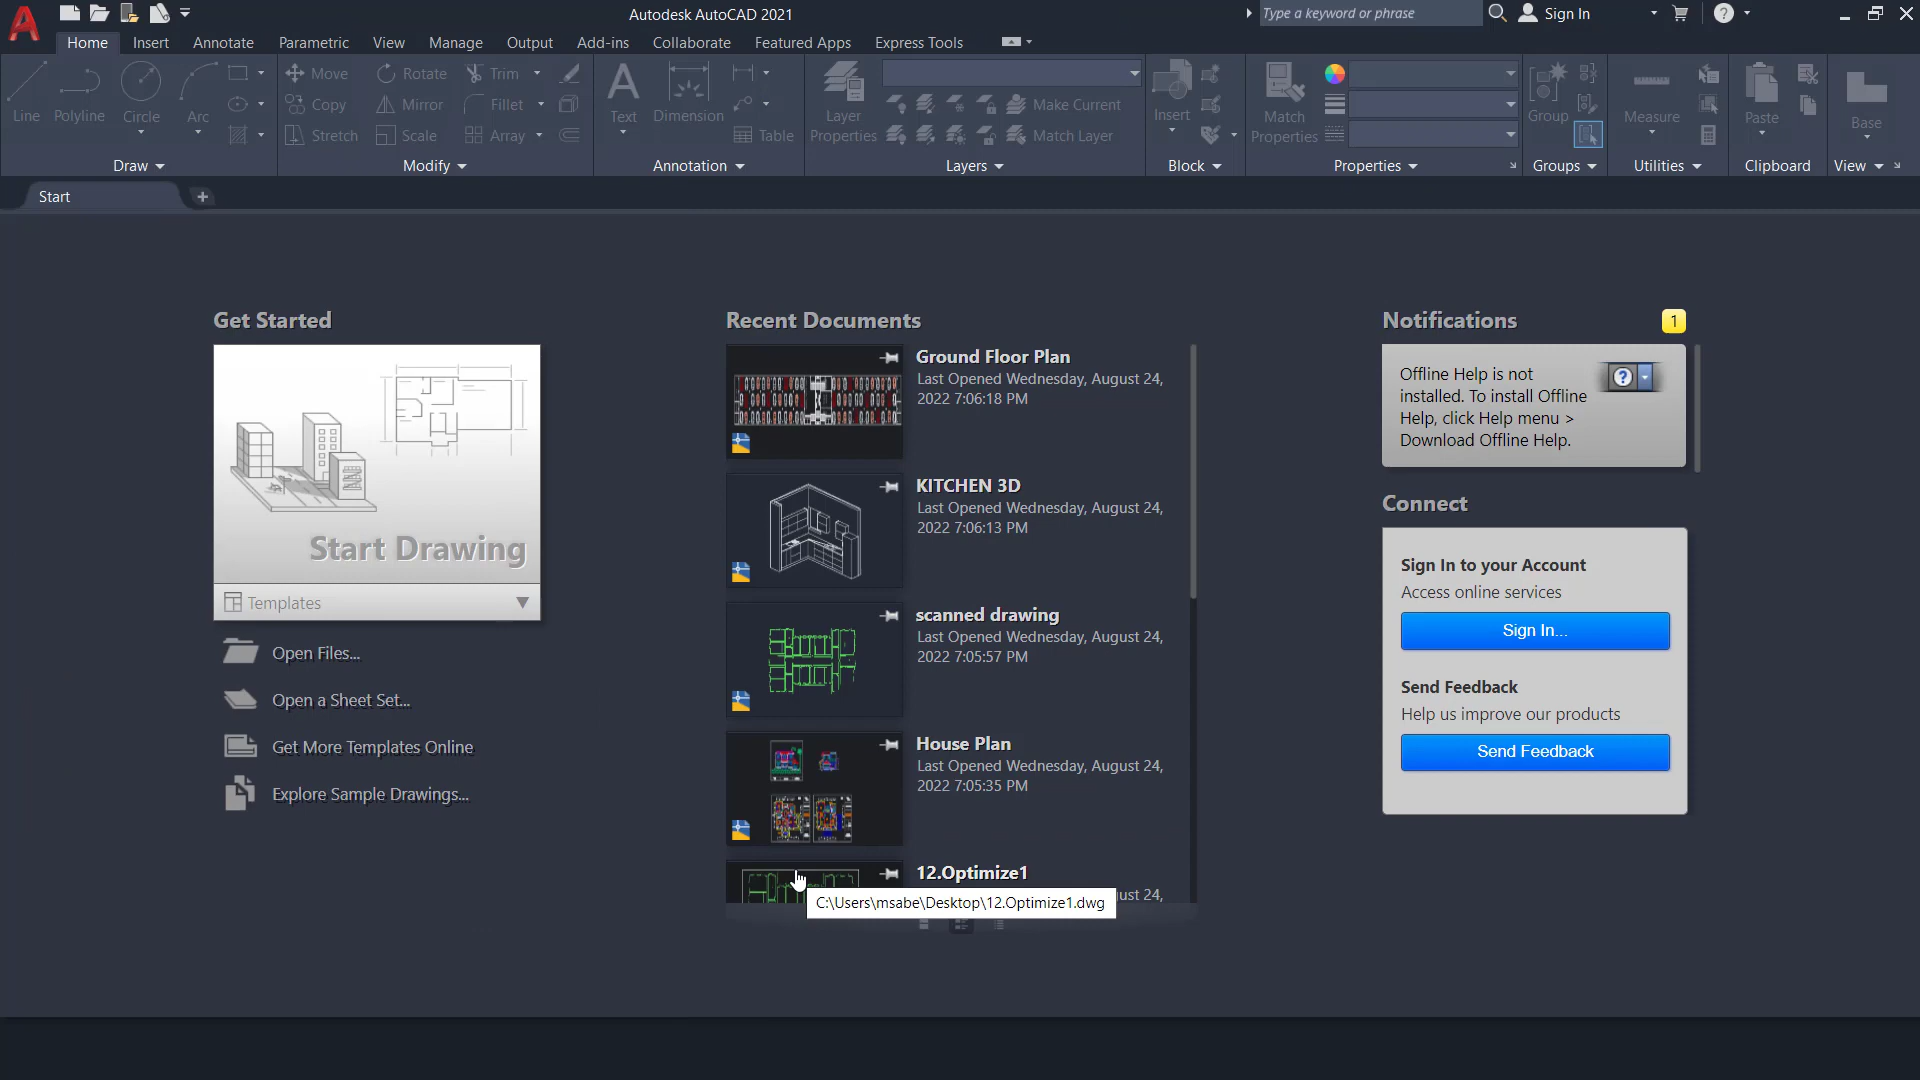 Autodesk AutoCAD 2021
Type a keyword or phrase
Sign In
Home Insert Annotate Parametric View Manage Output Add-ins Collaborate Featured Apps Express Tools
Line
Polyline
Circle
Arc
Draw
Move
Rotate
Trim
Copy
Mirror
Fillet
Stretch
Scale
Array
Modify
Text
Dimension
Table
Annotation
Layer
Properties
Make Current
Match Layer
Layers
Insert
Block
Match
Properties
Properties
Group
Groups
Measure
Utilities
Paste
Clipboard
Base
View
Start
Get Started
Start Drawing
Templates
Open Files...
Open a Sheet Set...
Get More Templates Online
Explore Sample Drawings...
Recent Documents
Ground Floor Plan
Last Opened Wednesday, August 24,
2022 7:06:18 PM
KITCHEN 3D
Last Opened Wednesday, August 24,
2022 7:06:13 PM
scanned drawing
Last Opened Wednesday, August 24,
2022 7:05:57 PM
House Plan
Last Opened Wednesday, August 24,
2022 7:05:35 PM
12.Optimize1
ust 24,
C:\Users\msabe\Desktop\12.Optimize1.dwg
Notifications
1
Offline Help is not
installed. To install Offline
Help, click Help menu >
Download Offline Help.
Connect
Sign In to your Account
Access online services
Sign In...
Send Feedback
Help us improve our products
Send Feedback